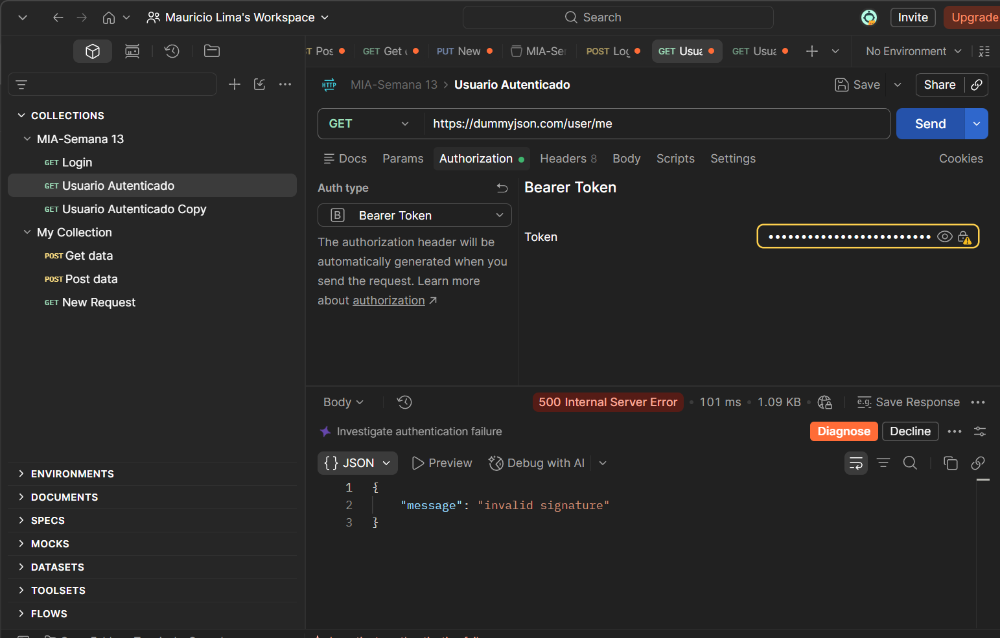 Mauricio Lima's Workspace
Search
Invite
Upgrade
Pos
GET Get
PUT New
MIA-Se
POST Lo
GET Usua
GET Usua
No Environment
HTTP MIA-Semana 13 > Usuario Autenticado
Save
Share
COLLECTIONS
MIA-Semana 13
GET Login
GET Usuario Autenticado
GET Usuario Autenticado Copy
My Collection
POST Get data
POST Post data
GET New Request
ENVIRONMENTS
DOCUMENTS
SPECS
MOCKS
DATASETS
TOOLSETS
FLOWS
GET
https://dummyjson.com/user/me
Send
Docs
Params
Authorization
Headers 8
Body
Scripts
Settings
Cookies
Auth type
B Bearer Token
The authorization header will be
automatically generated when you
send the request. Learn more
about authorization ↗
Bearer Token
Token
Body
500 Internal Server Error • 101 ms • 1.09 KB
e.g. Save Response
Investigate authentication failure
Diagnose
Decline
{} JSON
Preview
Debug with AI
1 {
2 "message": "invalid signature"
3 }